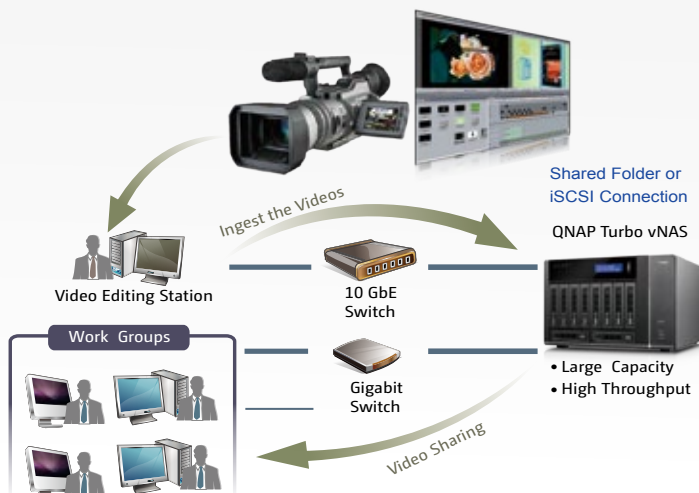 Shared Folder or
iSCSI Connection
Ingest the Videos
QNAP Turbo vNAS
Video Editing Station
10 GbE
Switch
Work Groups
Gigabit
Switch
• Large Capacity
• High Throughput
Video Sharing